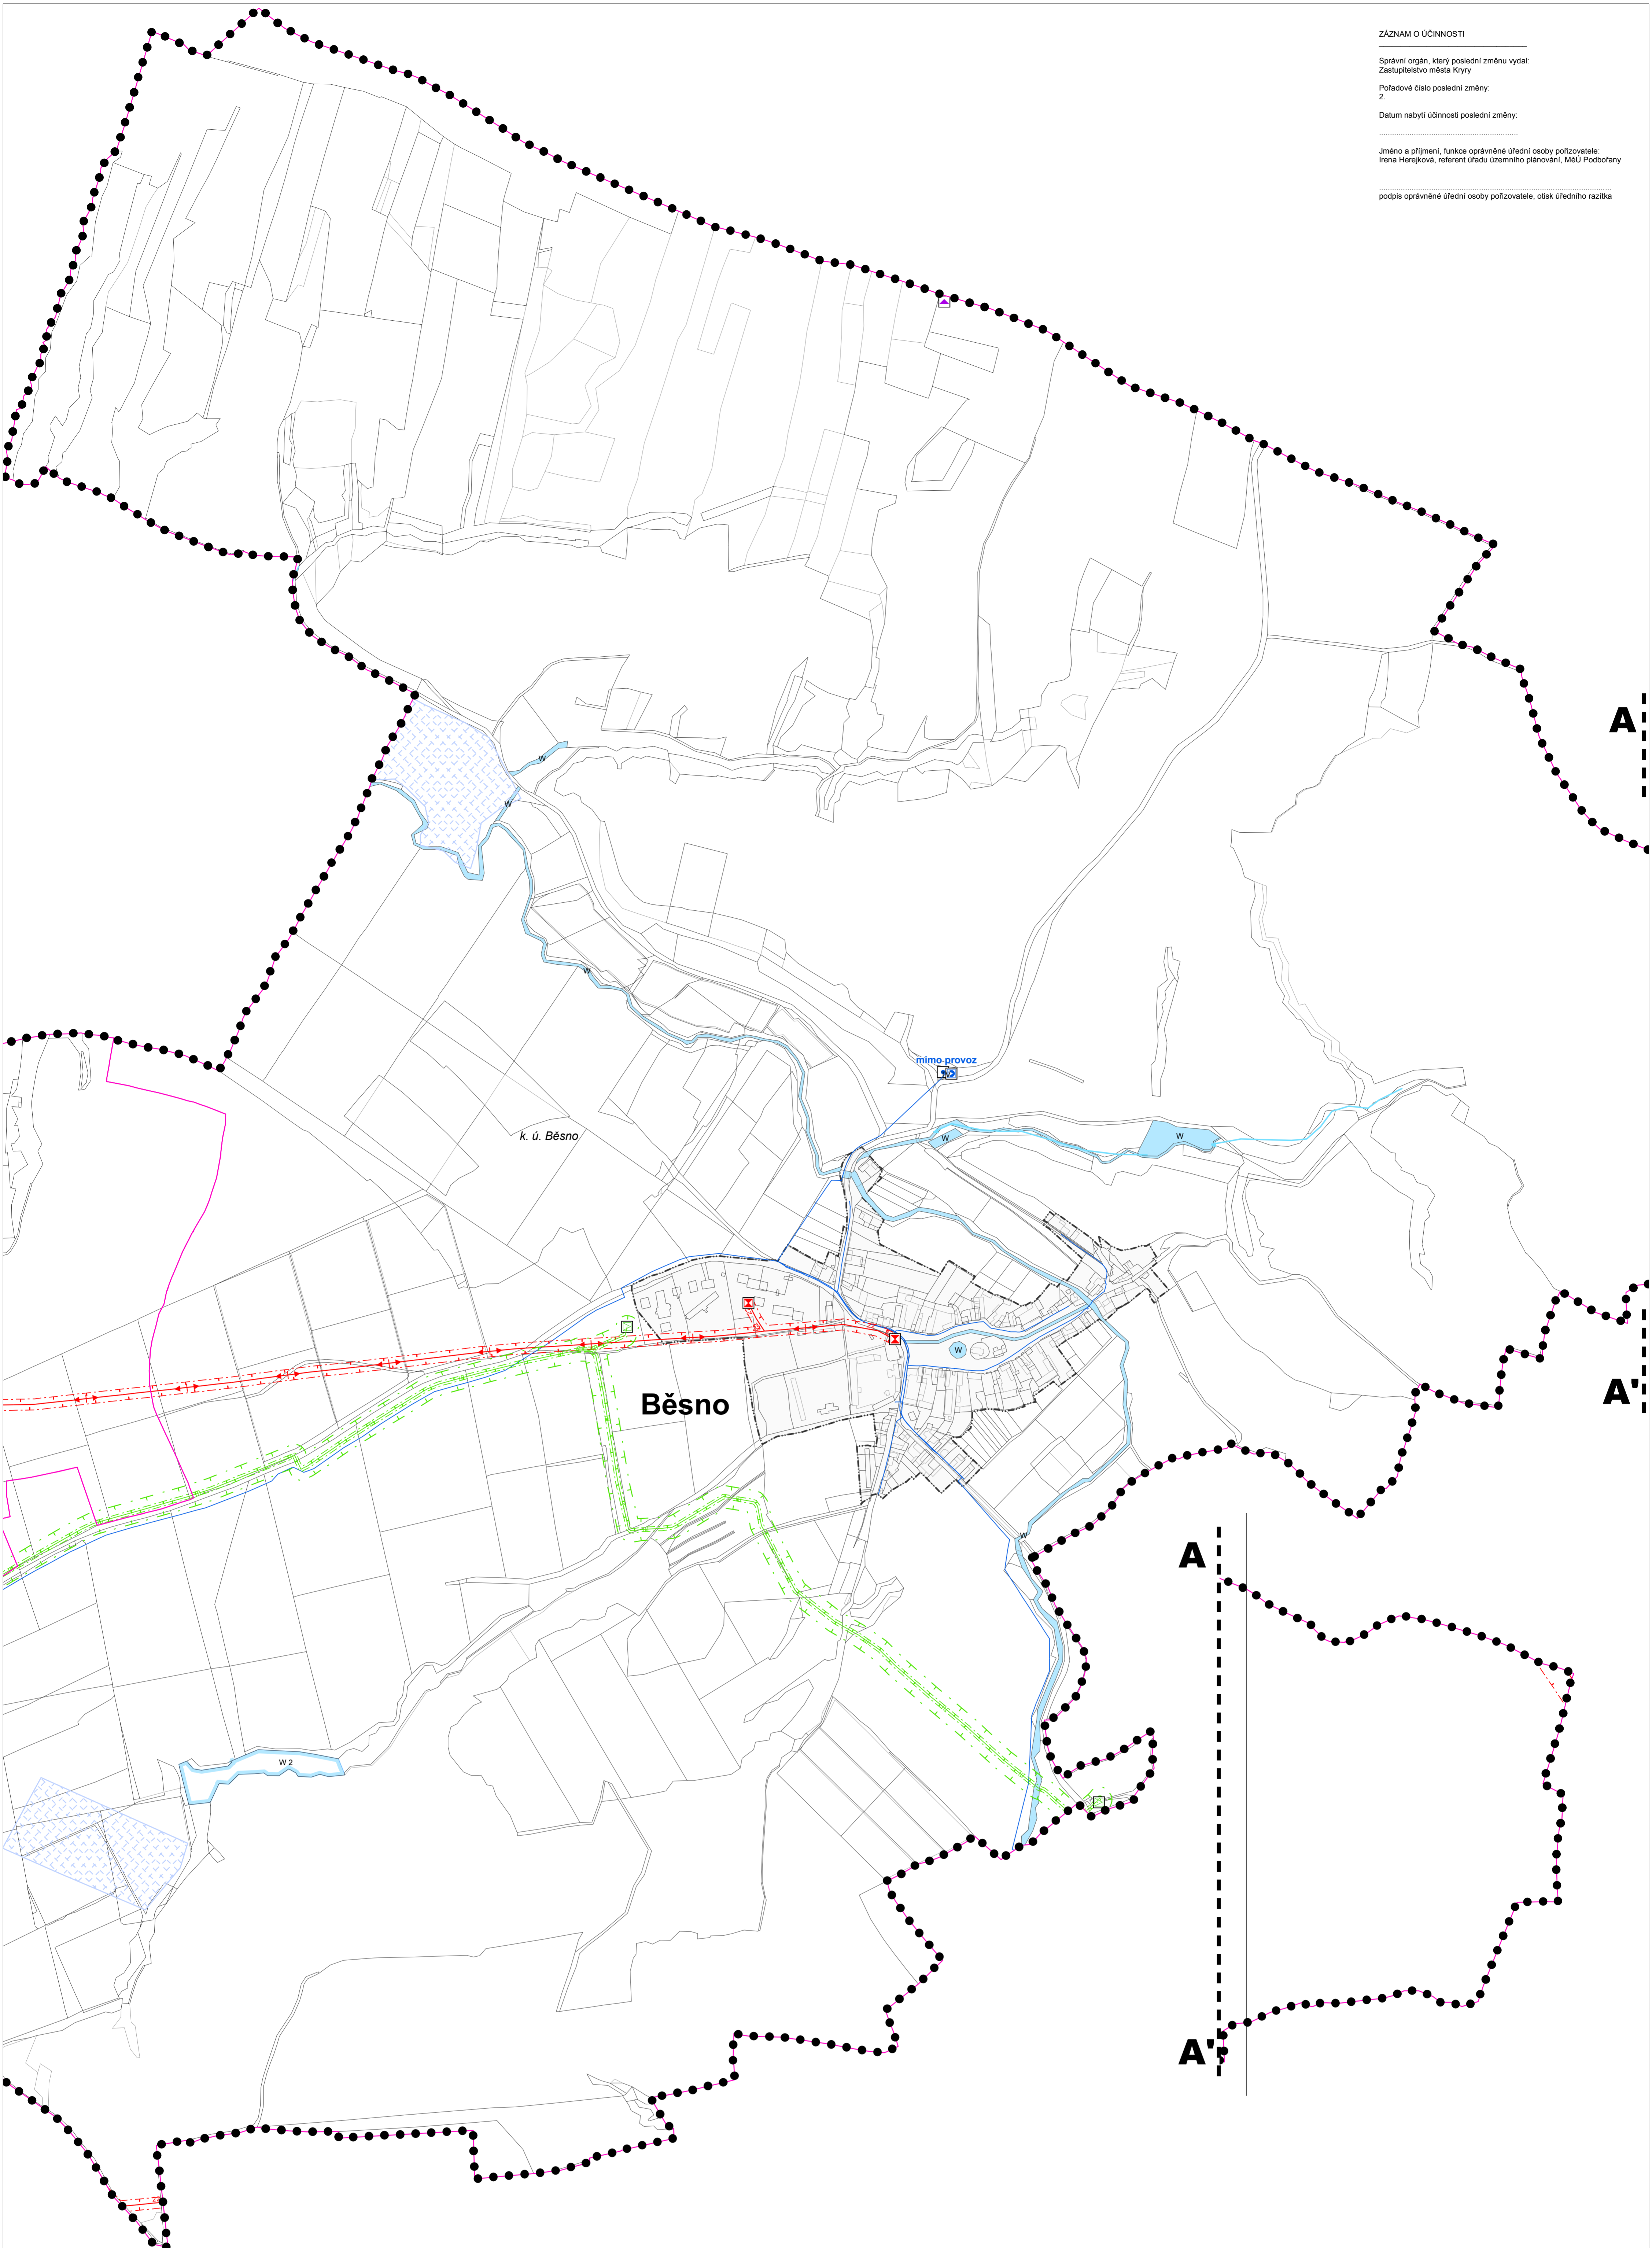 ZÁZNAM O ÚČINNOSTI
Správní orgán, který poslední změnu vydal:
Zastupitelstvo města Kryry
Pořadové číslo poslední změny:
2.
Datum nabytí účinnosti poslední změny:
Jméno a příjmení, funkce oprávněné úřední osoby pořizovatele:
Irena Herejková, referent úřadu územního plánování, MěÚ Podbořany
podpis oprávněné úřední osoby pořizovatele, otisk úředního razítka
A
W
W
W
mimo provoz
k. ú. Běsno
W
W
W
A'
Běsno
W
A
W 2
A'